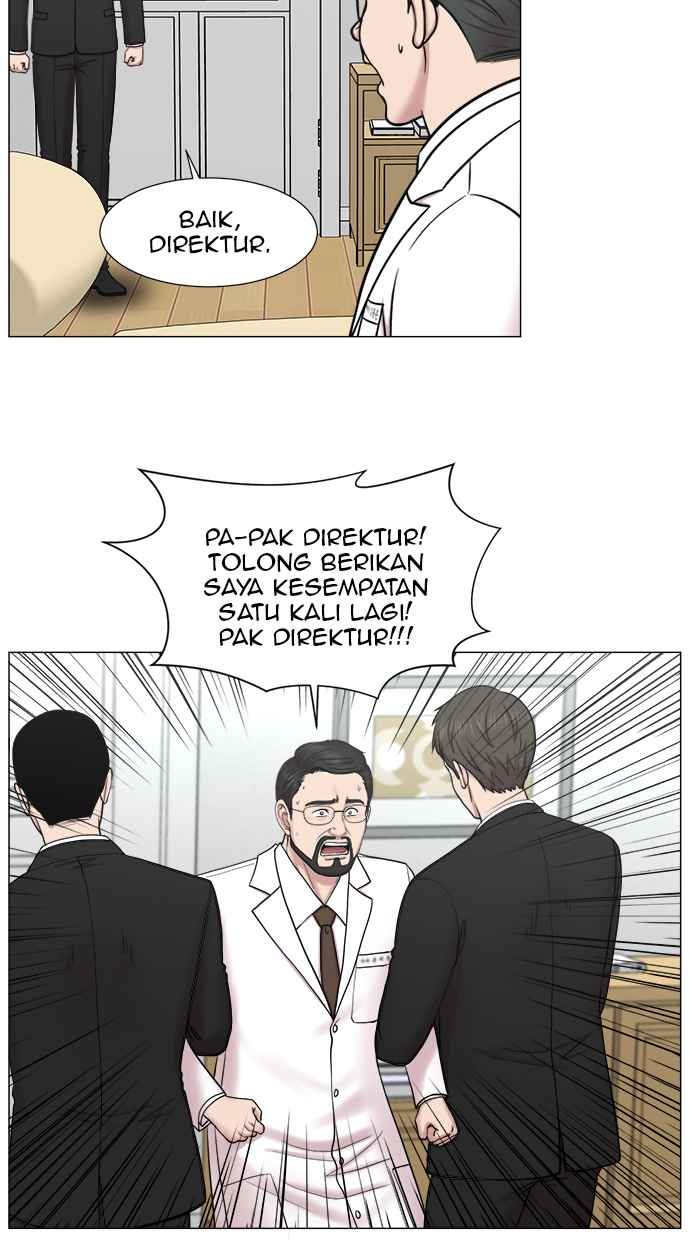 BAIK,
DIREKTUR.
PA-PAK DIREKTUR!
TOLONG BERIKAN
SAYA KESEMPATAN
SATU KALI LAGI!
PAK DIREKTUR!!!